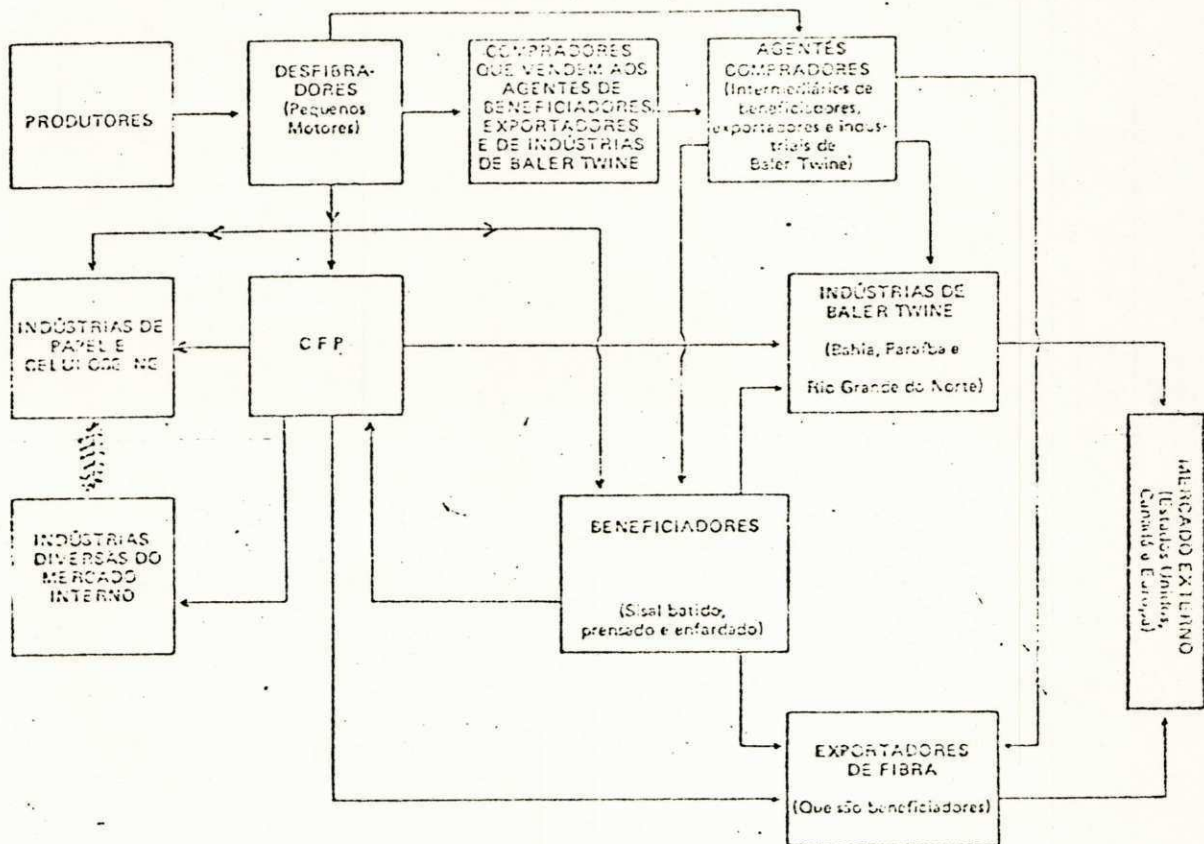 PRODUTORES
DESFIBRA-
DORES
(Pequenos
Motores)
COMPRADORES
QUE VENDEM AOS
AGENTES DE
BENEFICIADORES,
EXPORTADORES
E DE INDÚSTRIAS
DE BALER TWINE
AGENTES
COMPRADORES
(Intermediários de
beneficiadores,
exportadores e indus-
triais de
Baler Twine)
INDÚSTRIAS DE
PAPEL E
CELULOSE NE
C F P
INDÚSTRIAS DE
BALER TWINE
(Bahia, Paraíba e
Rio Grande do Norte)
INDÚSTRIAS
DIVERSAS DO
MERCADO
INTERNO
BENEFICIADORES
(Sisal batido,
prensado e enfardado)
MERCADO EXTERNO
(Estados Unidos,
Canadá e Europa)
EXPORTADORES
DE FIBRA
(Que são beneficiadores)